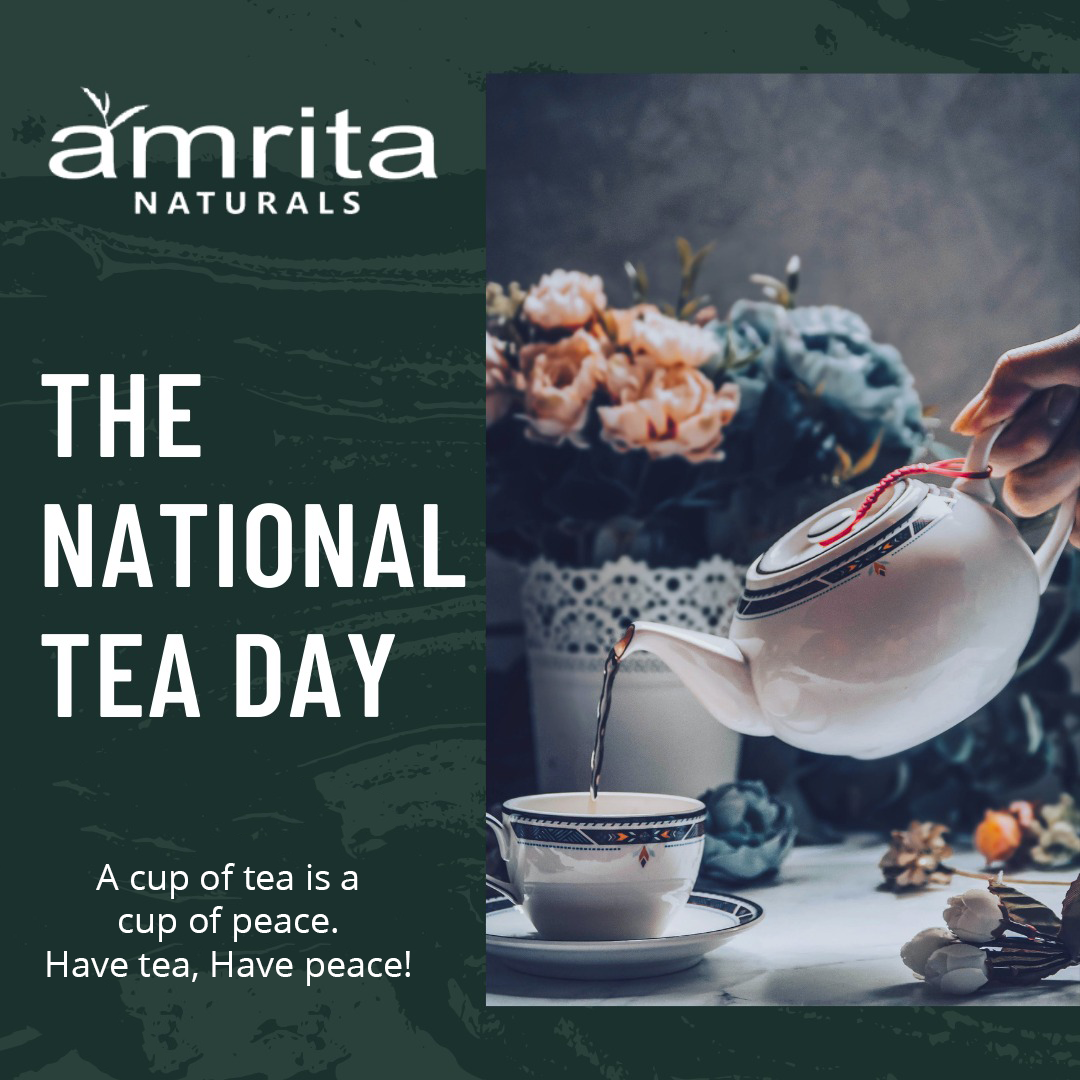 amrita
NATURALS
THE
NATIONAL
TEA DAY
A cup of tea is a
cup of peace.
Have tea, Have peace!